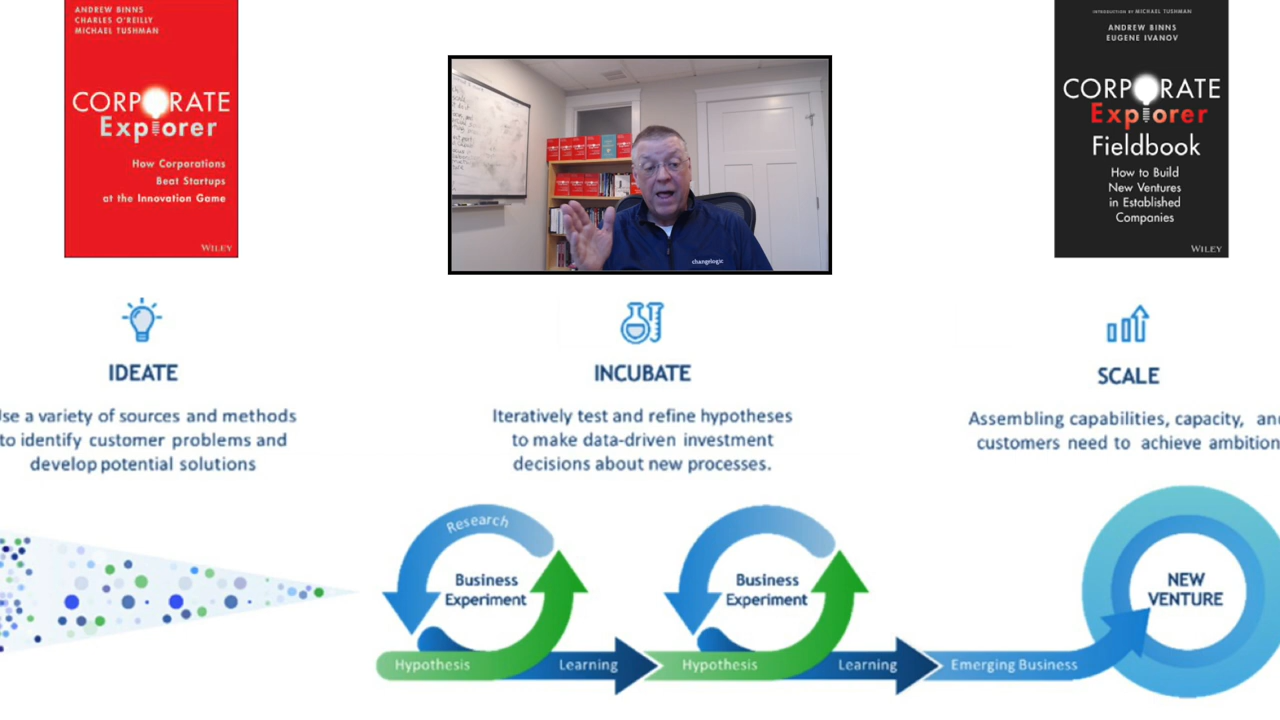 ANDREW BINNS
CHARLES O'REILLY
MICHAEL TUSHMAN
CORPORATE
Explorer
How Corporations
Beat Startups
at the Innovation Game
WILEY
changelogic
INTRODUCTION BY MICHAEL TUSHMAN
ANDREW BINNS
EUGENE IVANOV
CORPORATE
Explorer
Fieldbook
How to Build
New Ventures
in Established
Companies
WILEY
IDEATE
Use a variety of sources and methods
to identify customer problems and
develop potential solutions
INCUBATE
Iteratively test and refine hypotheses
to make data-driven investment
decisions about new processes.
SCALE
Assembling capabilities, capacity, and
customers need to achieve ambition
Research
Business
Experiment
Hypothesis
Learning
Business
Experiment
Hypothesis
Learning
Emerging Business
NEW
VENTURE